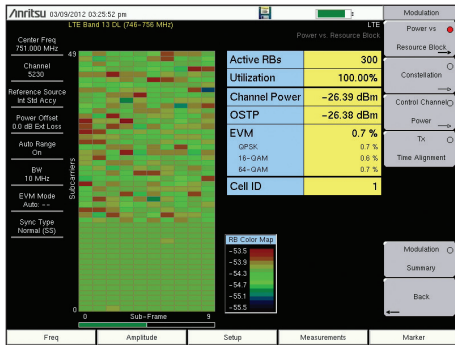 Anritsu 03/09/2012 03:25:52 pm
LTE Band 13 DL (746-756 MHz)
LTE
Power vs. Resource Block
Center Freq
751.000 MHz
Channel
5230
Reference Source
Int Std Accy
Power Offset
0.0 dB Ext Loss
Auto Range
On
BW
10 MHz
EVM Mode
Auto: --
Sync Type
Normal (SS)
49
Subcarriers
0
0 Sub-Frame 9
Active RBs 300
Utilization 100.00%
Channel Power -26.39 dBm
OSTP -26.38 dBm
EVM 0.7 %
QPSK 0.7 %
16-QAM 0.6 %
64-QAM 0.7 %
Cell ID 1
RB Color Map
-53.5
-53.9
-54.3
-54.7
-55.1
-55.5
Modulation
Power vs
Resource Block
Constellation
Control Channel
Power
Tx
Time Alignment
Modulation
Summary
Back
Freq Amplitude Setup Measurements Marker